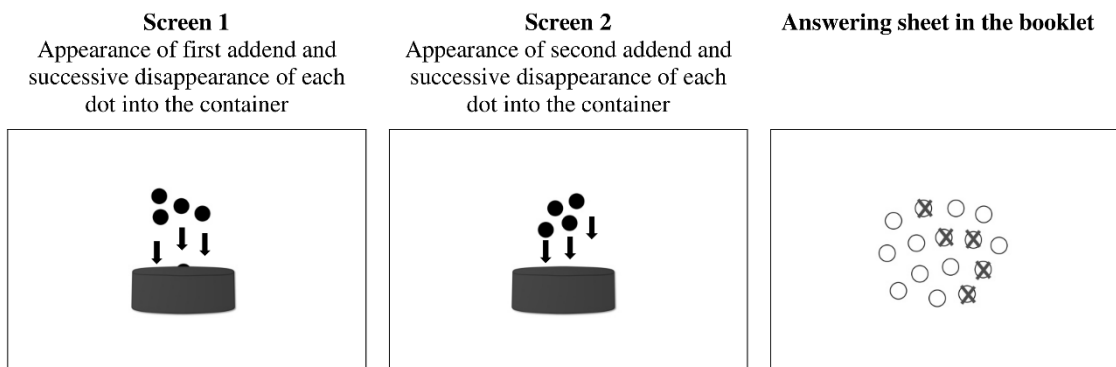 Screen 1
Appearance of first addend and
successive disappearance of each
dot into the container
Screen 2
Appearance of second addend and
successive disappearance of each
dot into the container
Answering sheet in the booklet